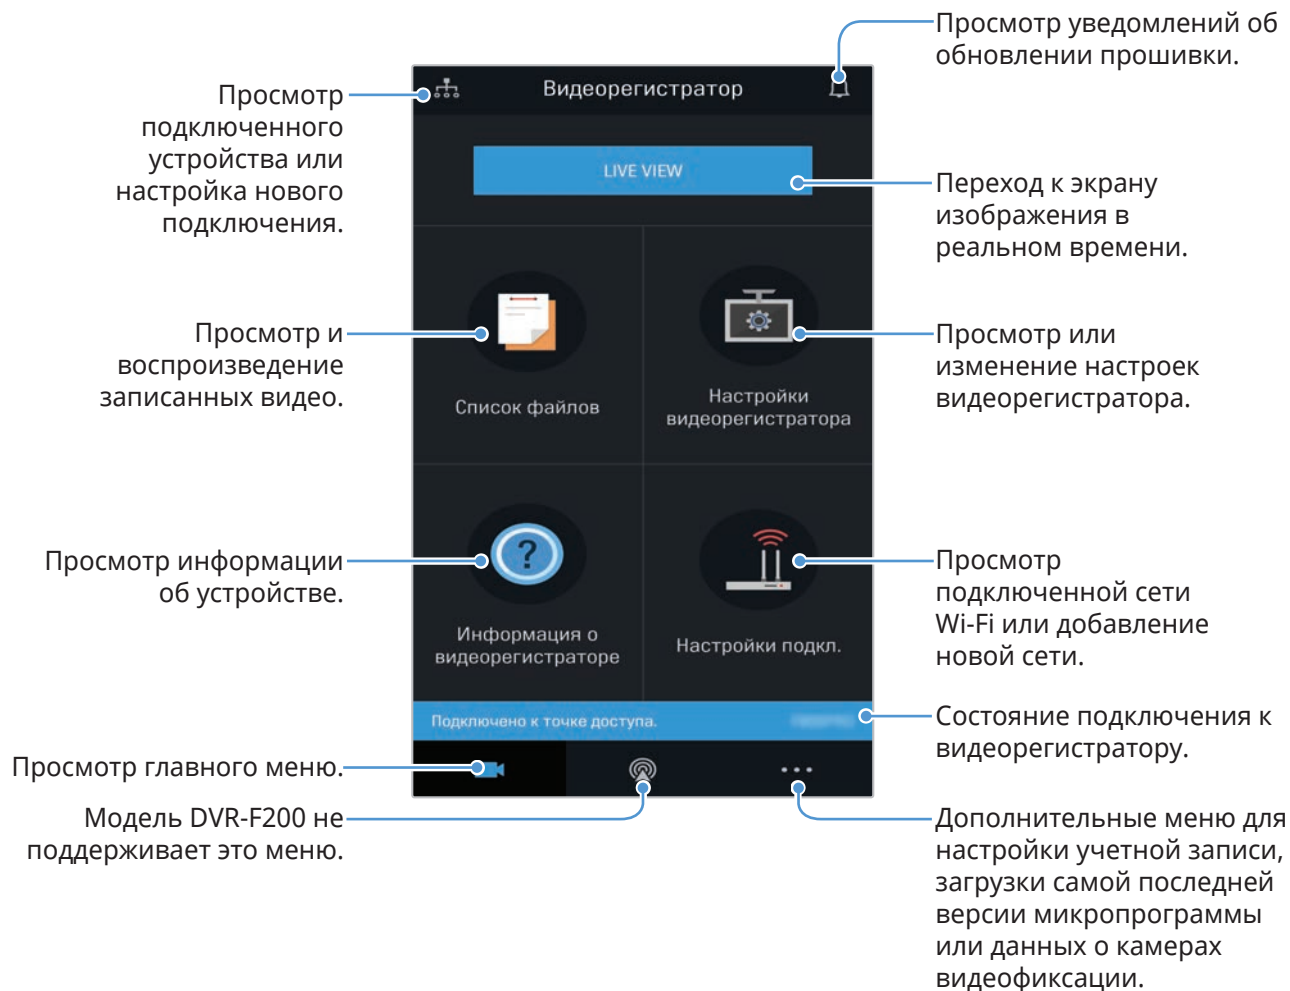 Просмотр уведомлений об
обновлении прошивки.
Просмотр
подключенного
устройства или
настройка нового
подключения.
Видеорегистратор
LIVE VIEW
Переход к экрану
изображения в
реальном времени.
Просмотр и
воспроизведение
записанных видео.
Список файлов
Настройки
видеорегистратора
Просмотр или
изменение настроек
видеорегистратора.
Просмотр информации
об устройстве.
?
Информация о
видеорегистраторе
Настройки подкл.
Просмотр
подключенной сети
Wi-Fi или добавление
новой сети.
Подключено к точке доступа.
Состояние подключения к
видеорегистратору.
Просмотр главного меню.
Модель DVR-F200 не
поддерживает это меню.
Дополнительные меню для
настройки учетной записи,
загрузки самой последней
версии микропрограммы
или данных о камерах
видеофиксации.